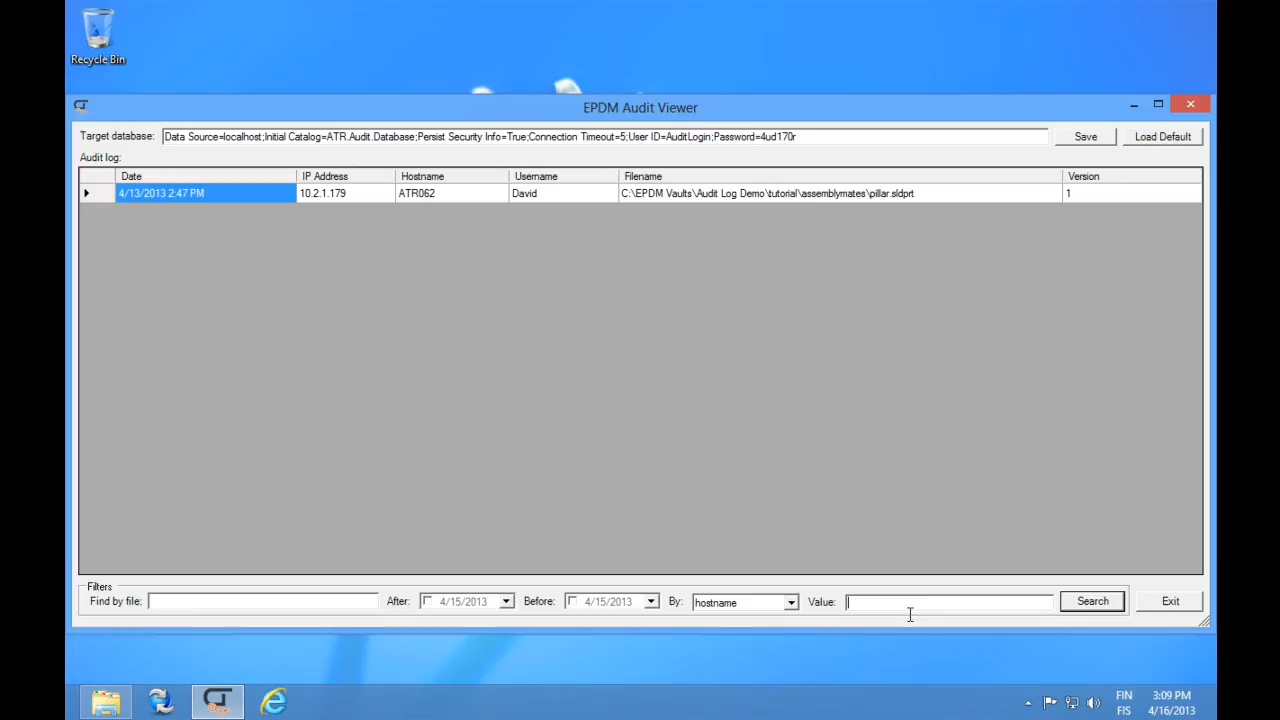 Recycle Bin
EPDM Audit Viewer
Target database: Data Source=localhost;Initial Catalog=ATR.Audit.Database;Persist Security Info=True;Connection Timeout=5;User ID=AuditLogin;Password=4ud170r Save Load Default
Audit log:
Date IP Address Hostname Username Filename Version
4/13/2013 2:47 PM 10.2.1.179 ATR062 David C:\EPDM Vaults\Audit Log Demo\tutorial\assemblymates\pillar.sldprt 1
Filters
Find by file: After: 4/15/2013 Before: 4/15/2013 By: hostname Value: Search Exit
FIN 3:09 PM
FIS 4/16/2013